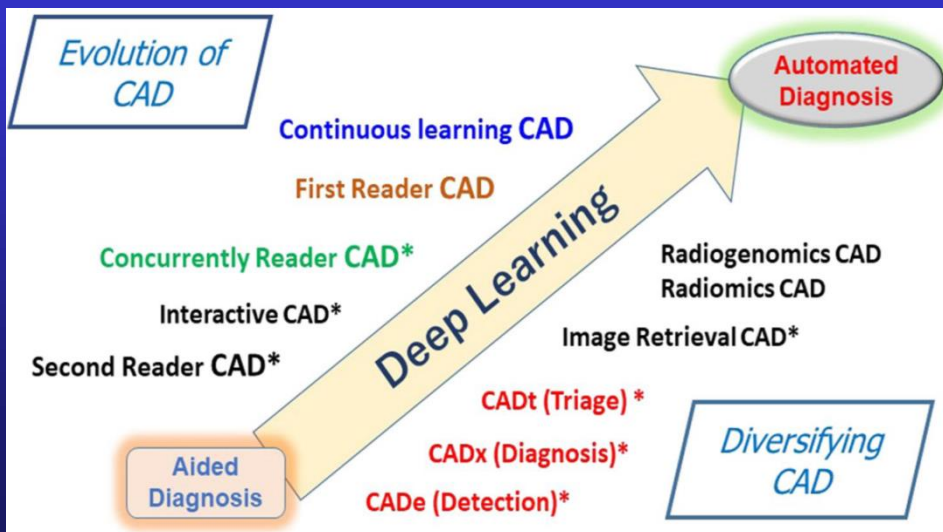 Evolution of
CAD
Automated
Diagnosis
Continuous learning CAD
First Reader CAD
Concurrently Reader CAD*
Interactive CAD*
Second Reader CAD*
Aided
Diagnosis
Deep Learning
Radiogenomics CAD
Radiomics CAD
Image Retrieval CAD*
CADt (Triage) *
CADx (Diagnosis)*
CADe (Detection)*
Diversifying
CAD